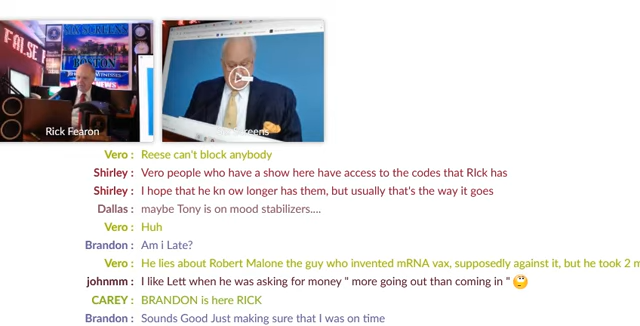 FALSE
BOSTON
Rick Fearon
Screens
Vero : Reese can't block anybody
Shirley : Vero people who have a show here have access to the codes that RIck has
Shirley : I hope that he kn ow longer has them, but usually that's the way it goes
Dallas : maybe Tony is on mood stabilizers....
Vero : Huh
Brandon : Am i Late?
Vero : He lies about Robert Malone the guy who invented mRNA vax, supposedly against it, but he took 2 m
johnmm : I like Lett when he was asking for money " more going out than coming in " 🙄
CAREY : BRANDON is here RICK
Brandon : Sounds Good Just making sure that I was on time